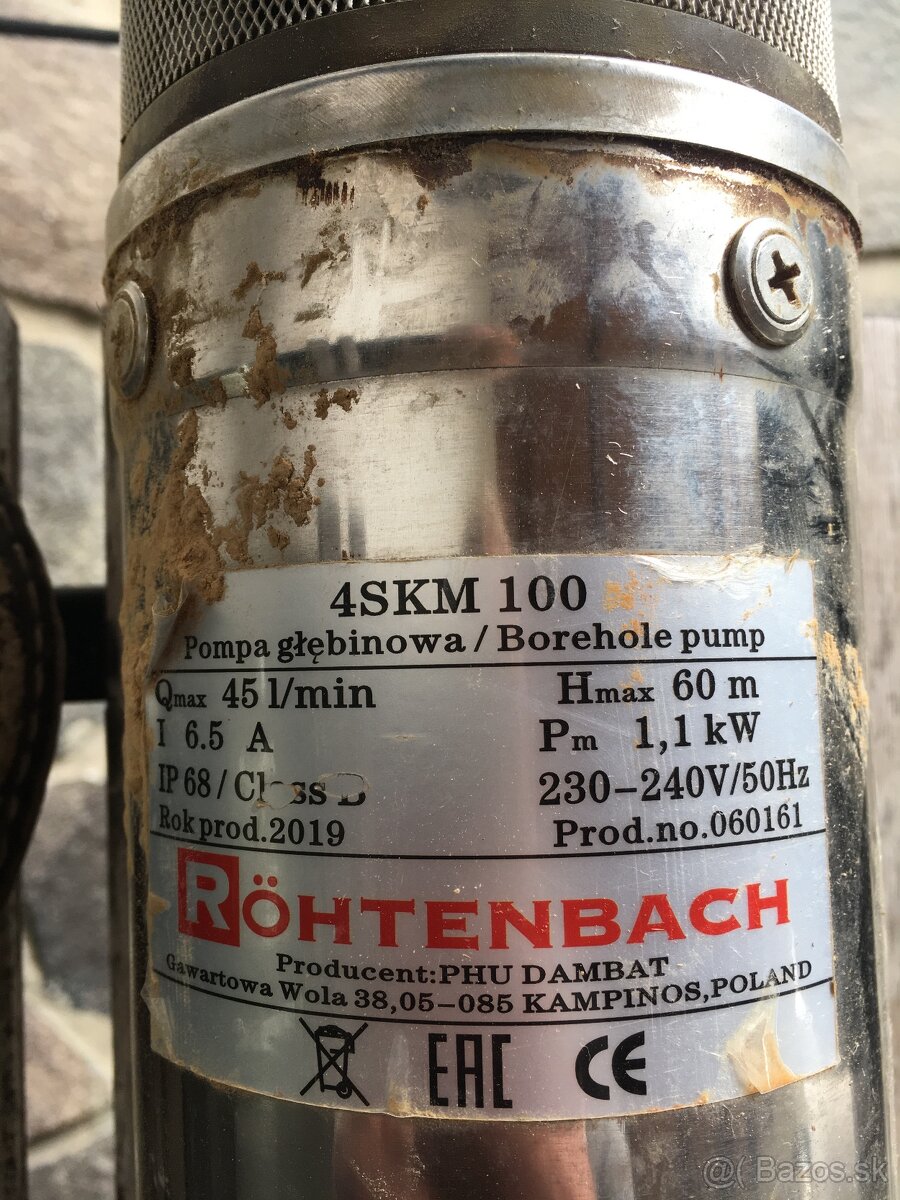 4SKM 100
Pompa głębinowa / Borehole pump
Qmax 45 l/min Hmax 60 m
I 6.5 A Pm 1,1 kW
IP 68 / 230–240V/50Hz
Rok prod.2019 Prod.no.060161
RÖHTENBACH
Producent:PHU DAMBAT
Gawartowa Wola 38,05–085 KAMPINOS,POLAND
EAC CE
@( Bazos.sk